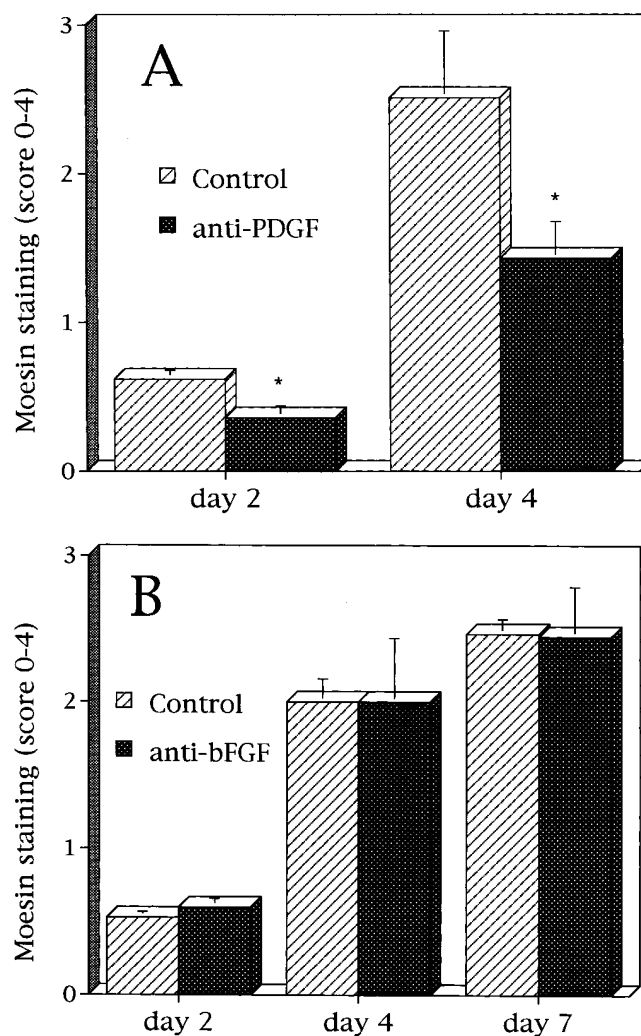 3
A
Control
2
anti-PDGF
*
1
*
0
day 2
day 4
Moesin staining (score 0-4)
3
B
Control
2
anti-bFGF
1
0
day 2
day 4
day 7
Moesin staining (score 0-4)